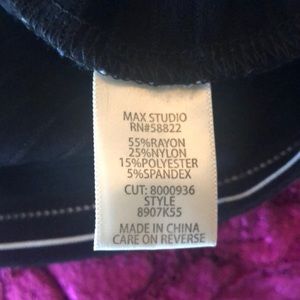 MAX STUDIO
RN#58822
55%RAYON
25%NYLON
15%POLYESTER
5%SPANDEX
CUT: 8000936
STYLE
8907K55
MADE IN CHINA
CARE ON REVERSE